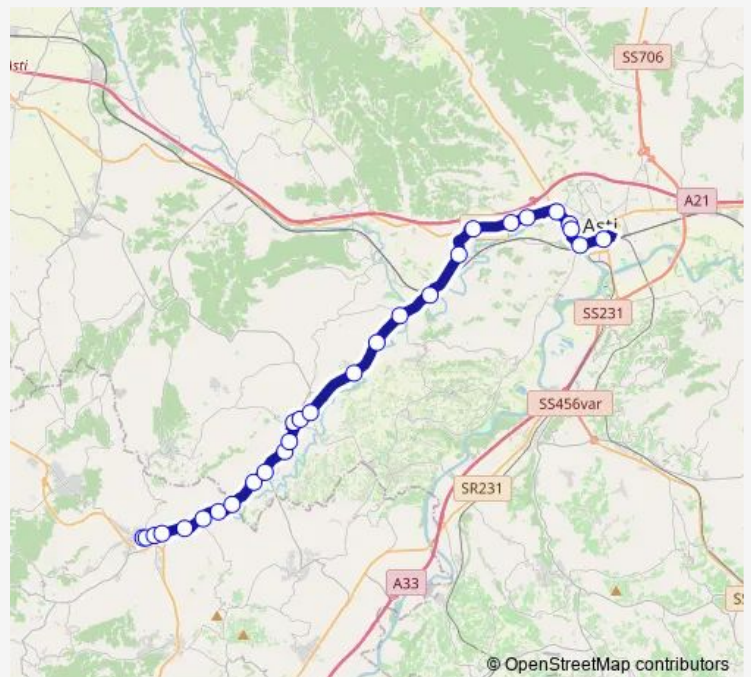 SS706
A21
Asti
SS231
SS456var
SR231
A33
© OpenStreetMap contributors